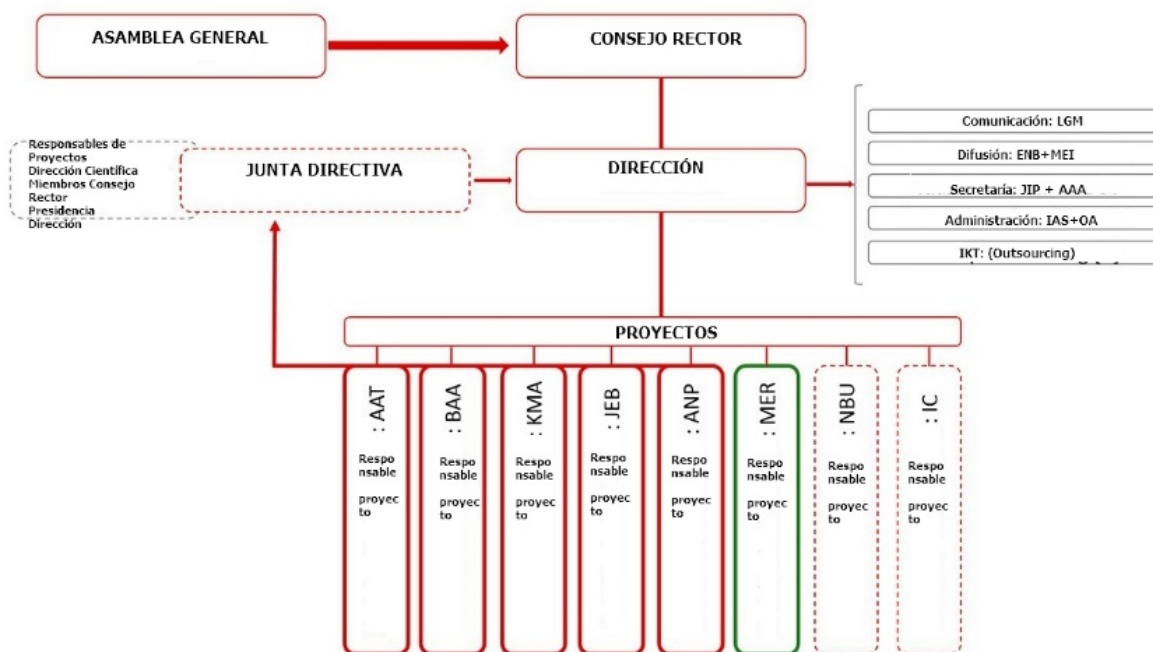 ASAMBLEA GENERAL
CONSEJO RECTOR
Responsables de
Proyectos
Dirección Científica
Miembros Consejo
Rector
Presidencia
Dirección
JUNTA DIRECTIVA
DIRECCIÓN
Comunicación: LGM
Difusión: ENB+MEI
Secretaría: JIP + AAA
Administración: IAS+OA
IKT: (Outsourcing)
PROYECTOS
: AAT
Respo
nsable
proyec
to
: BAA
Respo
nsable
proyec
to
: KMA
Respo
nsable
proyec
to
: JEB
Respo
nsable
proyec
to
: ANP
Respo
nsable
proyec
to
: MER
Respo
nsable
proyec
to
: NBU
Respo
nsable
proyec
to
: IC
Respo
nsable
proyec
to